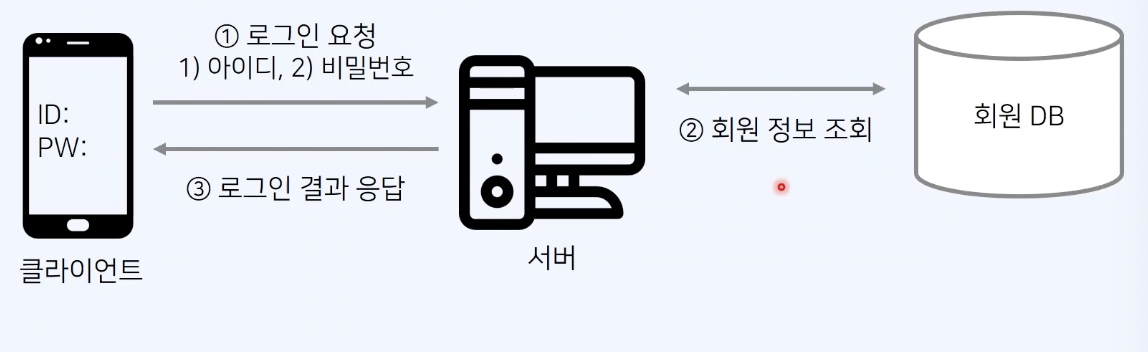 ① 로그인 요청
1) 아이디, 2) 비밀번호
ID:
PW:
③ 로그인 결과 응답
클라이언트
서버
② 회원 정보 조회
회원 DB